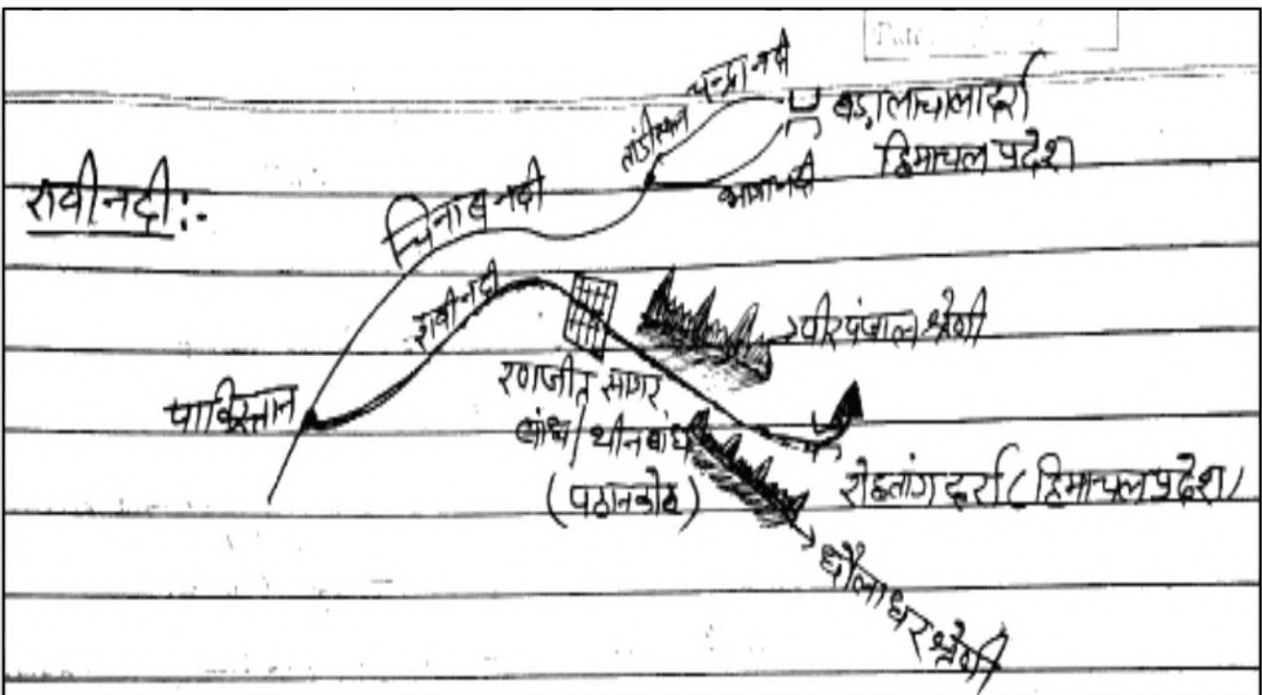 Date
चन्द्रा नदी
तांडी स्थान
बड़ालाचाला दर्रा
हिमाचल प्रदेश
भागा नदी
रावी नदी :-
चिनाब नदी
रावी नदी
पीरपंजाल श्रेणी
पाकिस्तान
रणजीत सागर
बांध / थीन बांध
(पठानकोट)
रोहतांग दर्रा (हिमाचल प्रदेश)
धौलाधर श्रेणी